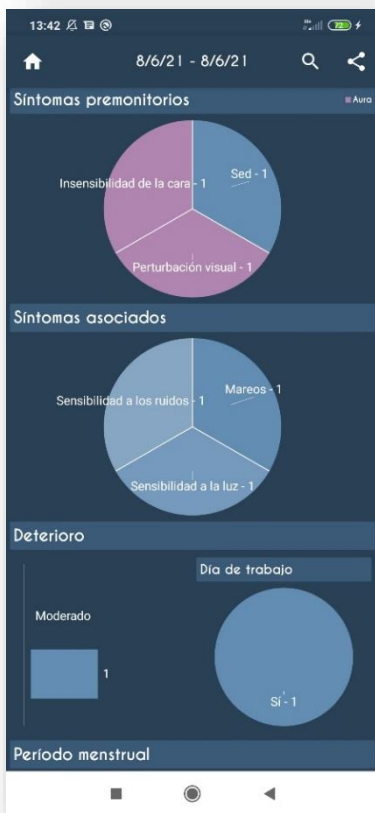 13:42
72
8/6/21 - 8/6/21
Síntomas premonitorios
Aura
Insensibilidad de la cara - 1
Sed - 1
Perturbación visual - 1
Síntomas asociados
Sensibilidad a los ruidos - 1
Mareos - 1
Sensibilidad a la luz - 1
Deterioro
Día de trabajo
Moderado
1
Sí - 1
Período menstrual